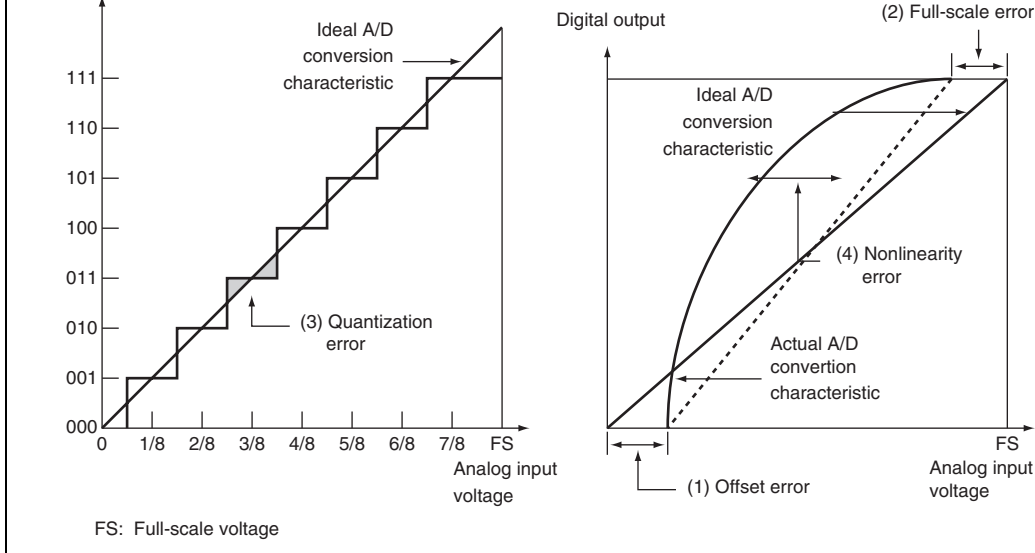 Ideal A/D
conversion
characteristic
111
110
101
100
011
010
001
000
(3) Quantization
error
0 1/8 2/8 3/8 4/8 5/8 6/8 7/8 FS
Analog input
voltage
FS: Full-scale voltage
Digital output
(2) Full-scale error
Ideal A/D
conversion
characteristic
(4) Nonlinearity
error
Actual A/D
convertion
characteristic
FS
Analog input
voltage
(1) Offset error